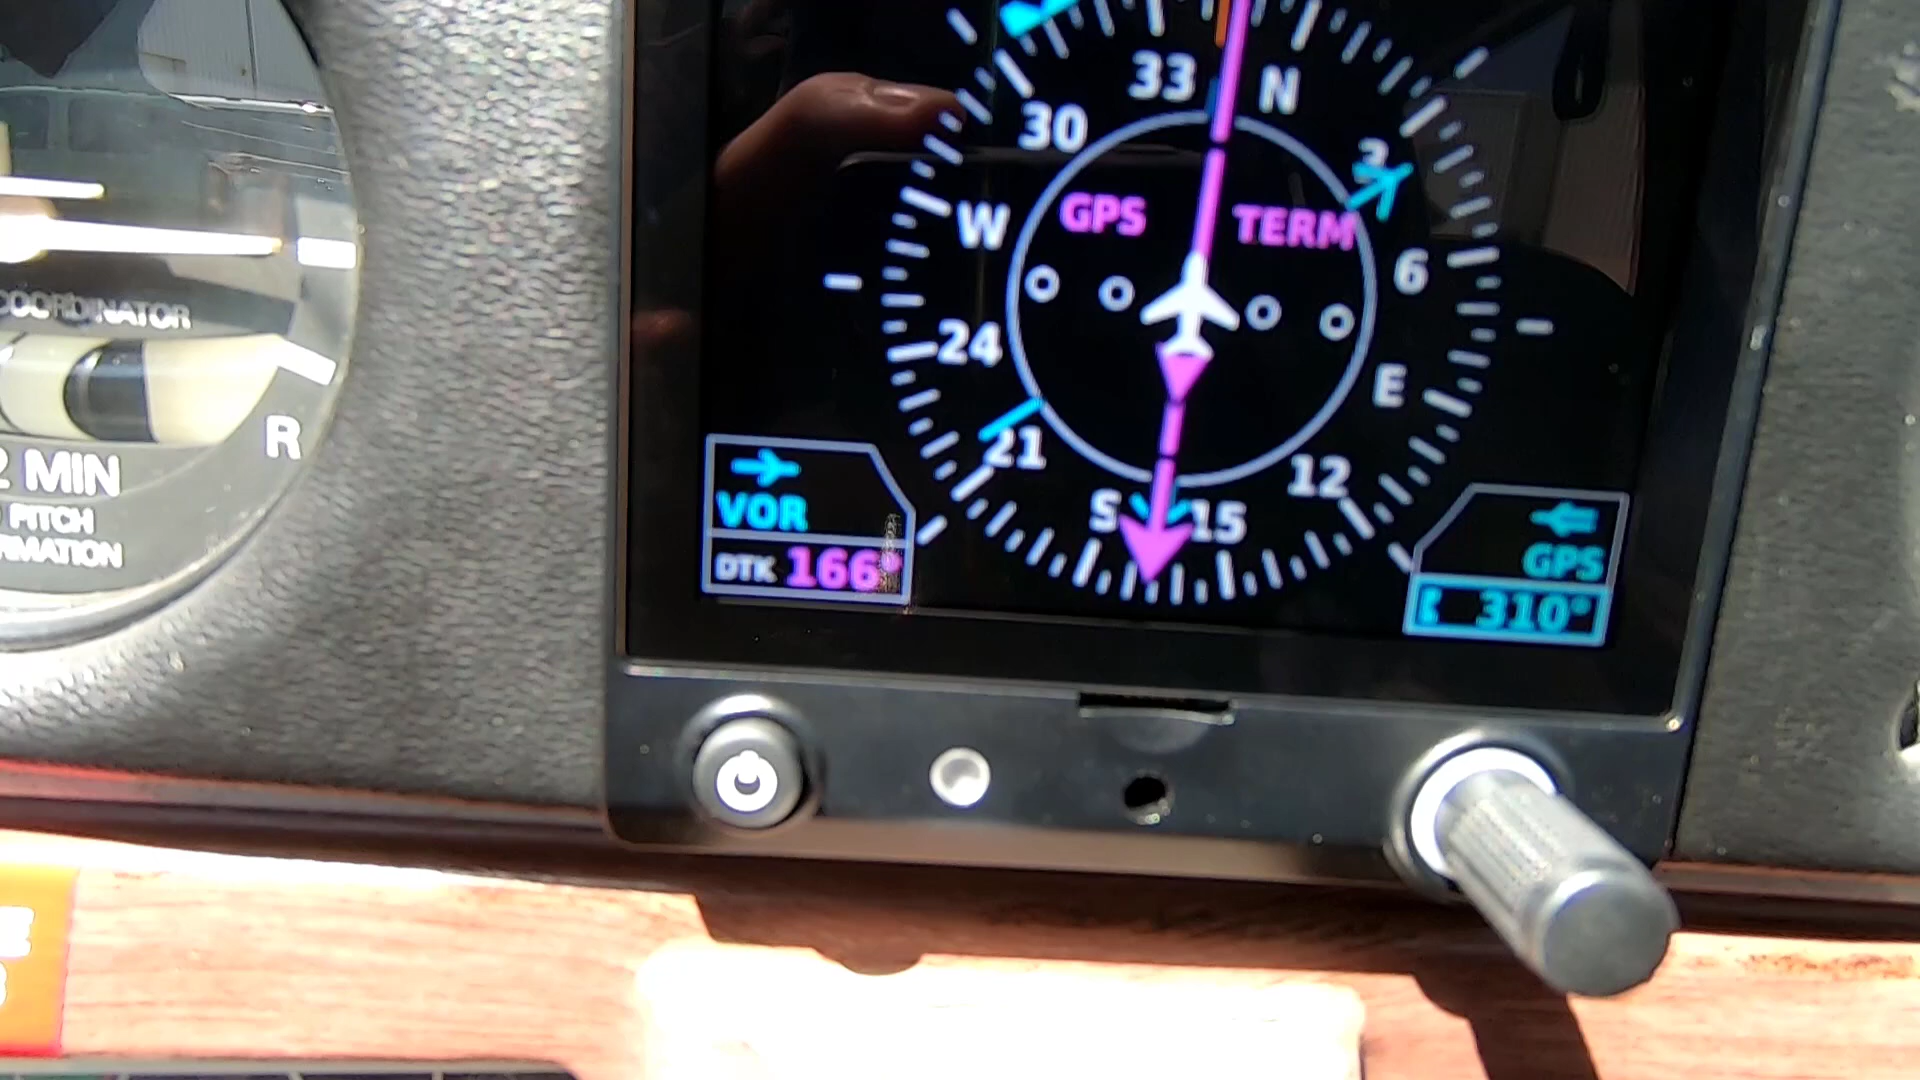 33
N
30
3
GPS
TERM
W
6
COORDINATOR
24
E
R
21
12
2 MIN
VOR
S
15
PITCH
GPS
RMATION
DTK 166°
310°
E